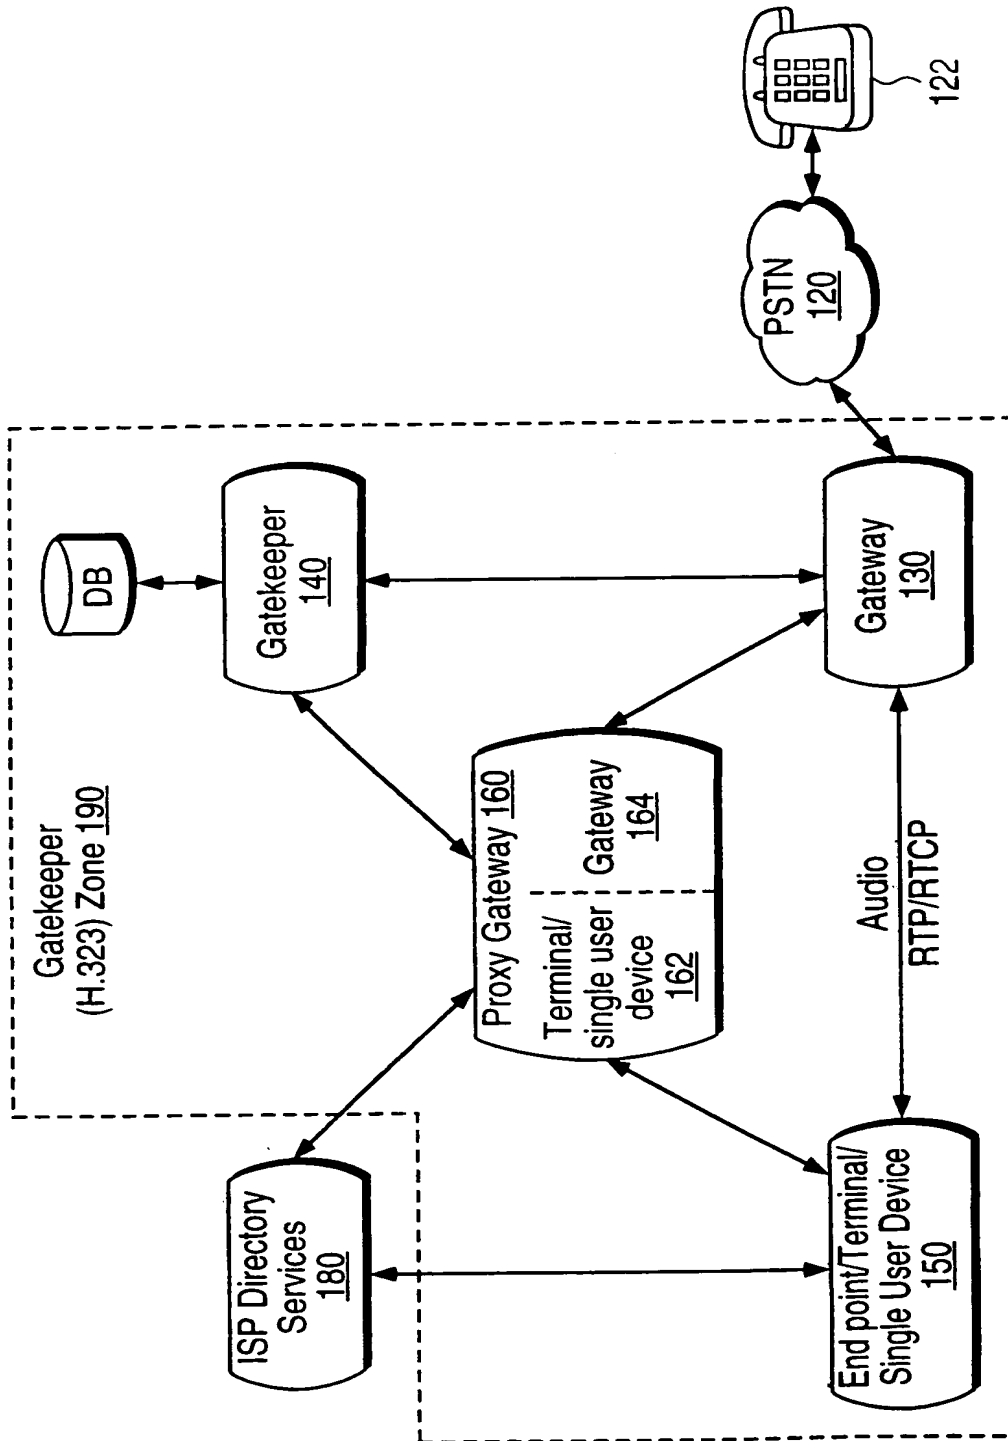 Gatekeeper
(H.323) Zone 190
DB
ISP Directory
Services
180
Gatekeeper
140
Proxy Gateway 160
Terminal/
single user
device
162
Gateway
164
End point/Terminal/
Single User Device
150
Audio
RTP/RTCP
Gateway
130
PSTN
120
122